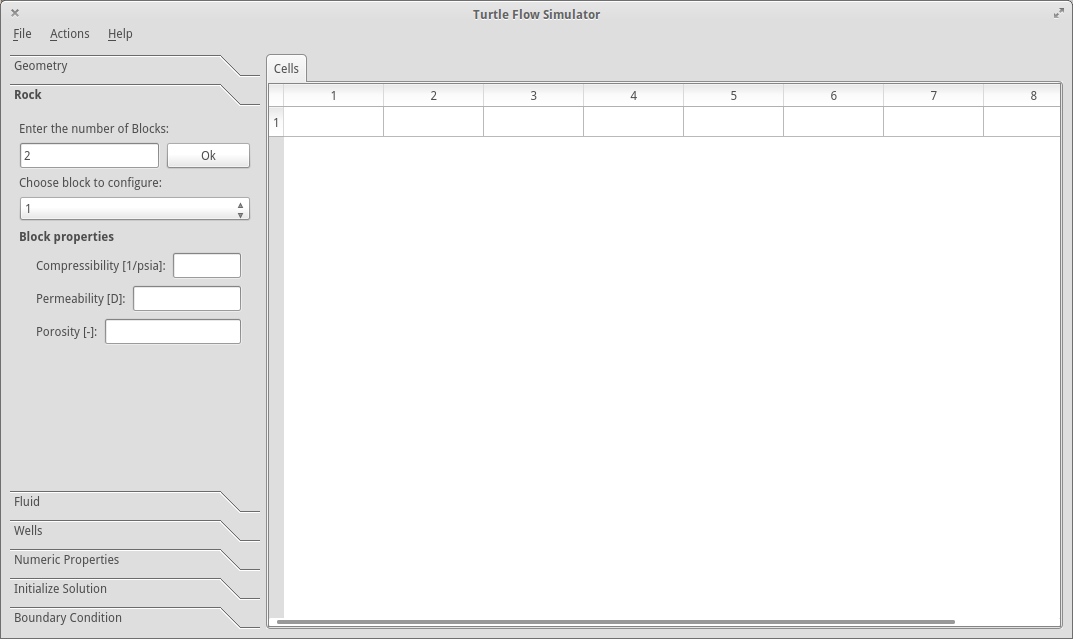 Turtle Flow Simulator
File Actions Help
Geometry
Rock
Enter the number of Blocks:
2 Ok
Choose block to configure:
1
Block properties
Compressibility [1/psia]:
Permeability [D]:
Porosity [-]:
Fluid
Wells
Numeric Properties
Initialize Solution
Boundary Condition
Cells
1 2 3 4 5 6 7 8
1